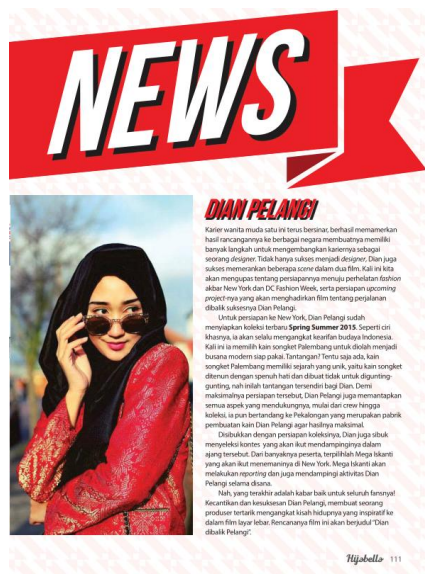 NEWS
DIAN PELANGI
Karier wanita muda satu ini terus bersinar, berhasil memamerkan
hasil rancangannya ke berbagai negara membuatnya memiliki
banyak langkah untuk mengembangkan kariernya sebagai
seorang designer. Tidak hanya sukses menjadi designer, Dian juga
sukses memerankan beberapa scene dalam dua film. Kali ini kita
akan mengupas tentang persiapannya menuju perhelatan fashion
akbar New York dan DC Fashion Week, serta persiapan upcoming
project-nya yang akan menghadirkan film tentang perjalanan
dibalik suksesnya Dian Pelangi.
Untuk persiapan ke New York, Dian Pelangi sudah
menyiapkan koleksi terbaru Spring Summer 2015. Seperti ciri
khasnya, ia akan selalu mengangkat kearifan budaya Indonesia.
Kali ini ia memilih kain songket Palembang untuk diolah menjadi
busana modern siap pakai. Tantangan? Tentu saja ada, kain
songket Palembang memiliki sejarah yang unik, yaitu kain songket
ditenun dengan spenuh hati dan dibuat tidak untuk digunting-
gunting, nah inilah tantangan tersendiri bagi Dian. Demi
maksimalnya persiapan tersebut, Dian Pelangi juga memantapkan
semua aspek yang mendukungnya, mulai dari crew hingga
koleksi, ia pun bertandang ke Pekalongan yang merupakan pabrik
pembuatan kain Dian Pelangi agar hasilnya maksimal.
Disibukkan dengan persiapan koleksinya, Dian juga sibuk
menyeleksi kontes yang akan ikut mendampinginya dalam
ajang tersebut. Dari banyaknya peserta, terpilihlah Mega Iskanti
yang akan ikut menemaninya di New York. Mega Iskanti akan
melakukan reporting dan juga mendampingi aktivitas Dian
Pelangi selama disana.
Nah, yang terakhir adalah kabar baik untuk seluruh fansnya!
Kecantikan dan kesuksesan Dian Pelangi, membuat seorang
produser tertarik mengangkat kisah hidupnya yang inspiratif ke
dalam film layar lebar. Rencananya film ini akan berjudul "Dian
dibalik Pelangi".
Hijabella 111